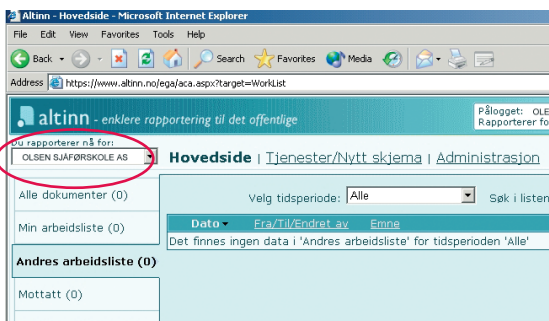 Altinn - Hovedside - Microsoft Internet Explorer
File Edit View Favorites Tools Help
Back Search Favorites Media
Address https://www.altinn.no/ega/aca.aspx?target=WorkList
altinn - enklere rapportering til det offentlige
Pålogget: OLE
Rapporterer fo
Du rapporterer nå for:
OLSEN SJÅFØRSKOLE AS
Hovedside | Tjenester/Nytt skjema | Administrasjon
Alle dokumenter (0)
Min arbeidsliste (0)
Andres arbeidsliste (0)
Mottatt (0)
Velg tidsperiode: Alle Søk i listen
Dato Fra/Til/Endret av Emne
Det finnes ingen data i 'Andres arbeidsliste' for tidsperioden 'Alle'